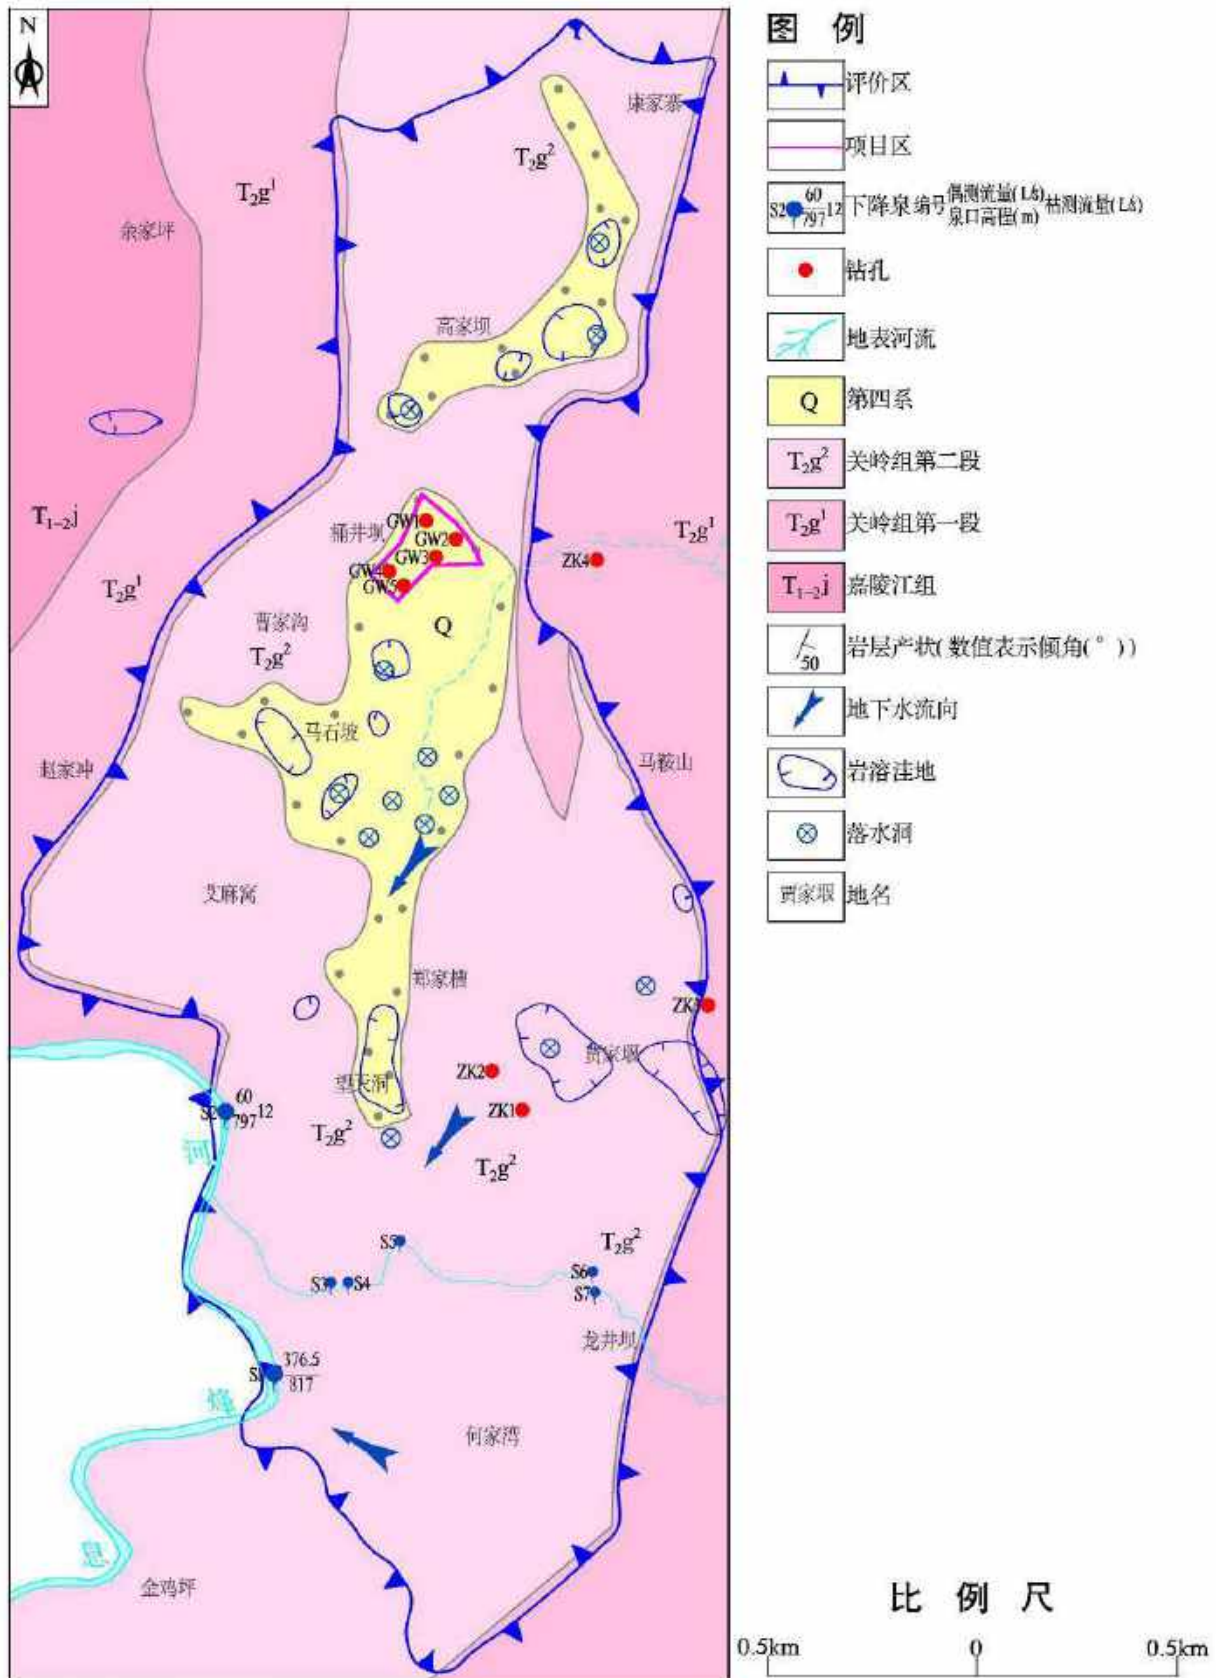 N
图 例
康家寨
评价区
T₂g²
项目区
T₂g¹
S2 60/797 12 下降泉 编号 偶测流量(L/s)/泉口高程(m) 枯测流量(L/s)
余家坪
钻孔
高家坝
地表河流
Q 第四系
T₂g² 关岭组第二段
T₁₋₂j
桶井坝
GW1
GW2
GW3
GW4
GW5
ZK4
T₂g¹
T₂g¹ 关岭组第一段
T₂g¹
T₁₋₂j 嘉陵江组
曹家沟
T₂g²
Q
50 岩层产状(数值表示倾角(°))
地下水流向
马石坡
赵家冲
马鞍山
岩溶洼地
落水洞
艾麻窝
贾家堰 地名
郑家槽
ZK3
贾家堰
望天洞
ZK2
ZK1
S2 60/797 12
T₂g²
T₂g²
河
S5
T₂g²
S3
S4
S6
S7
龙井坝
376.5
817
烽
何家湾
息
金鸡坪
比 例 尺
0.5km 0 0.5km